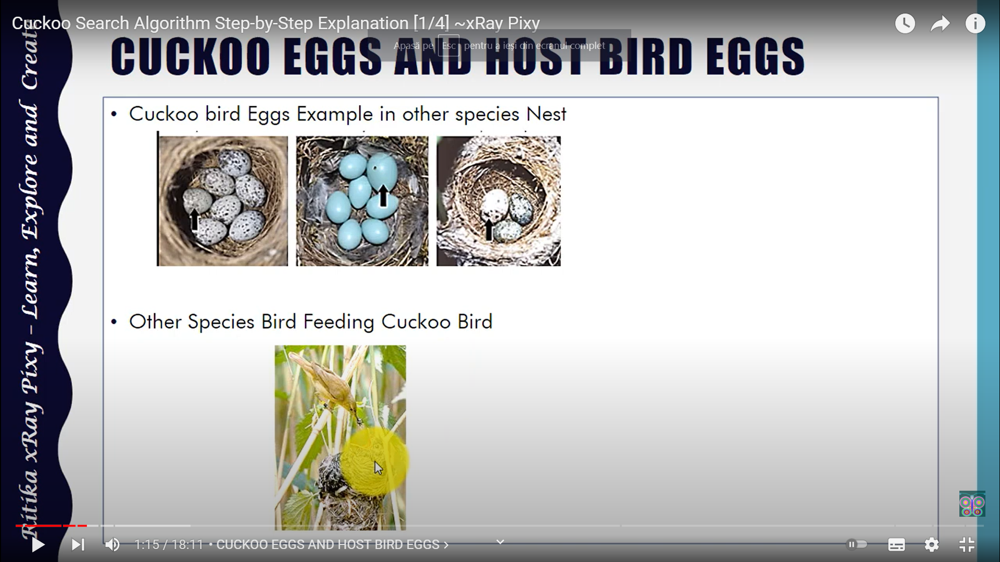 Cuckoo Search Algorithm Step-by-Step Explanation [1/4] ~xRay Pixy
Apasă pe Esc pentru a ieși din ecranul complet
CUCKOO EGGS AND HOST BIRD EGGS
• Cuckoo bird Eggs Example in other species Nest
• Other Species Bird Feeding Cuckoo Bird
Ritika xRay Pixy – Learn, Explore and Create
1:15 / 18:11 • CUCKOO EGGS AND HOST BIRD EGGS